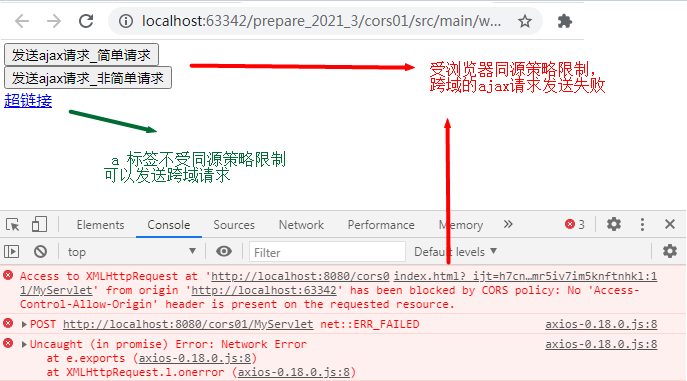 localhost:63342/prepare_2021_3/cors01/src/main/w...
发送ajax请求_简单请求
发送ajax请求_非简单请求
超链接
受浏览器同源策略限制，
跨域的ajax请求发送失败
a 标签不受同源策略限制
可以发送跨域请求
Elements Console Sources Network Performance Memory » 3
top Filter Default levels
Access to XMLHttpRequest at 'http://localhost:8080/cors0 index.html?_ijt=h7cn…mr5iv7im5knftnhkl:1
1/MyServlet' from origin 'http://localhost:63342' has been blocked by CORS policy: No 'Access-
Control-Allow-Origin' header is present on the requested resource.
POST http://localhost:8080/cors01/MyServlet net::ERR_FAILED axios-0.18.0.js:8
Uncaught (in promise) Error: Network Error axios-0.18.0.js:8
at e.exports (axios-0.18.0.js:8)
at XMLHttpRequest.l.onerror (axios-0.18.0.js:8)